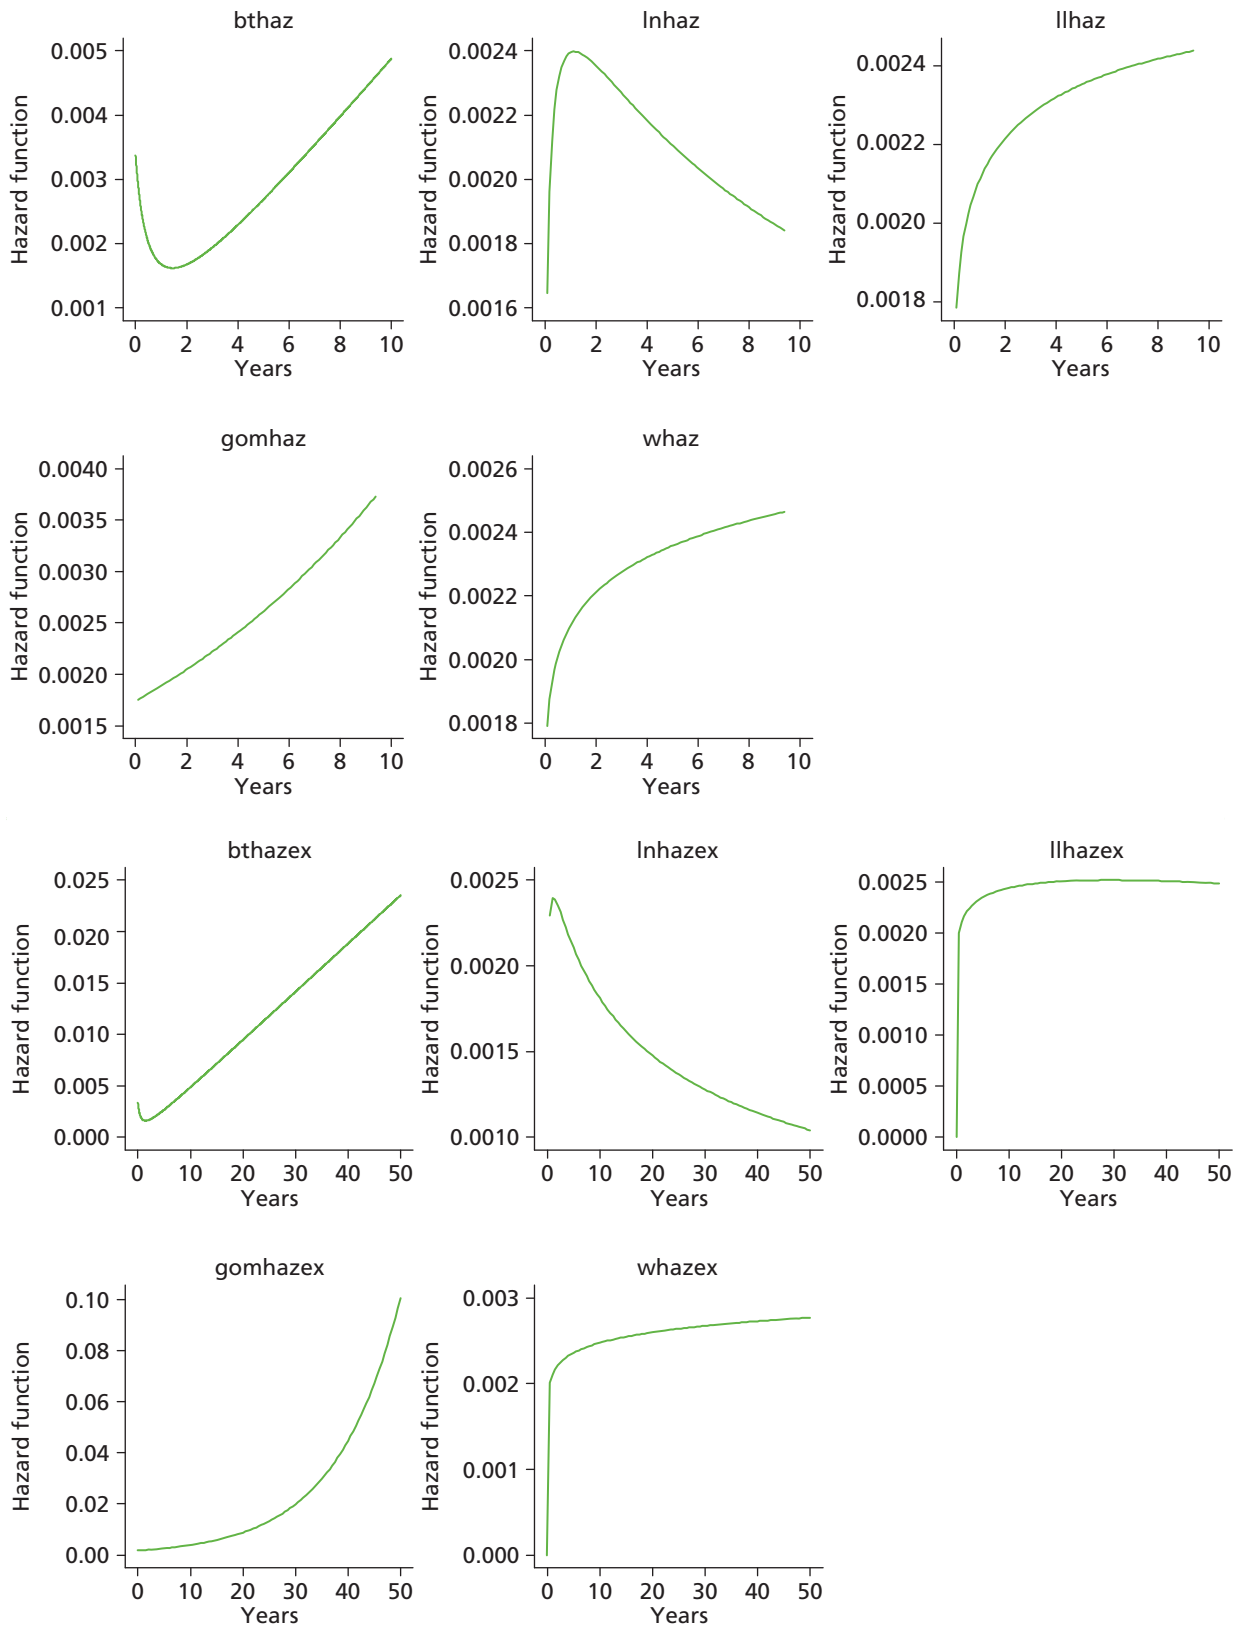 bthaz
Hazard function
0.005
0.004
0.003
0.002
0.001
0 2 4 6 8 10
Years
lnhaz
Hazard function
0.0024
0.0022
0.0020
0.0018
0.0016
0 2 4 6 8 10
Years
llhaz
Hazard function
0.0024
0.0022
0.0020
0.0018
0 2 4 6 8 10
Years
gomhaz
Hazard function
0.0040
0.0035
0.0030
0.0025
0.0020
0.0015
0 2 4 6 8 10
Years
whaz
Hazard function
0.0026
0.0024
0.0022
0.0020
0.0018
0 2 4 6 8 10
Years
bthazex
Hazard function
0.025
0.020
0.015
0.010
0.005
0.000
0 10 20 30 40 50
Years
lnhazex
Hazard function
0.0025
0.0020
0.0015
0.0010
0 10 20 30 40 50
Years
llhazex
Hazard function
0.0025
0.0020
0.0015
0.0010
0.0005
0.0000
0 10 20 30 40 50
Years
gomhazex
Hazard function
0.10
0.08
0.06
0.04
0.02
0.00
0 10 20 30 40 50
Years
whazex
Hazard function
0.003
0.002
0.001
0.000
0 10 20 30 40 50
Years